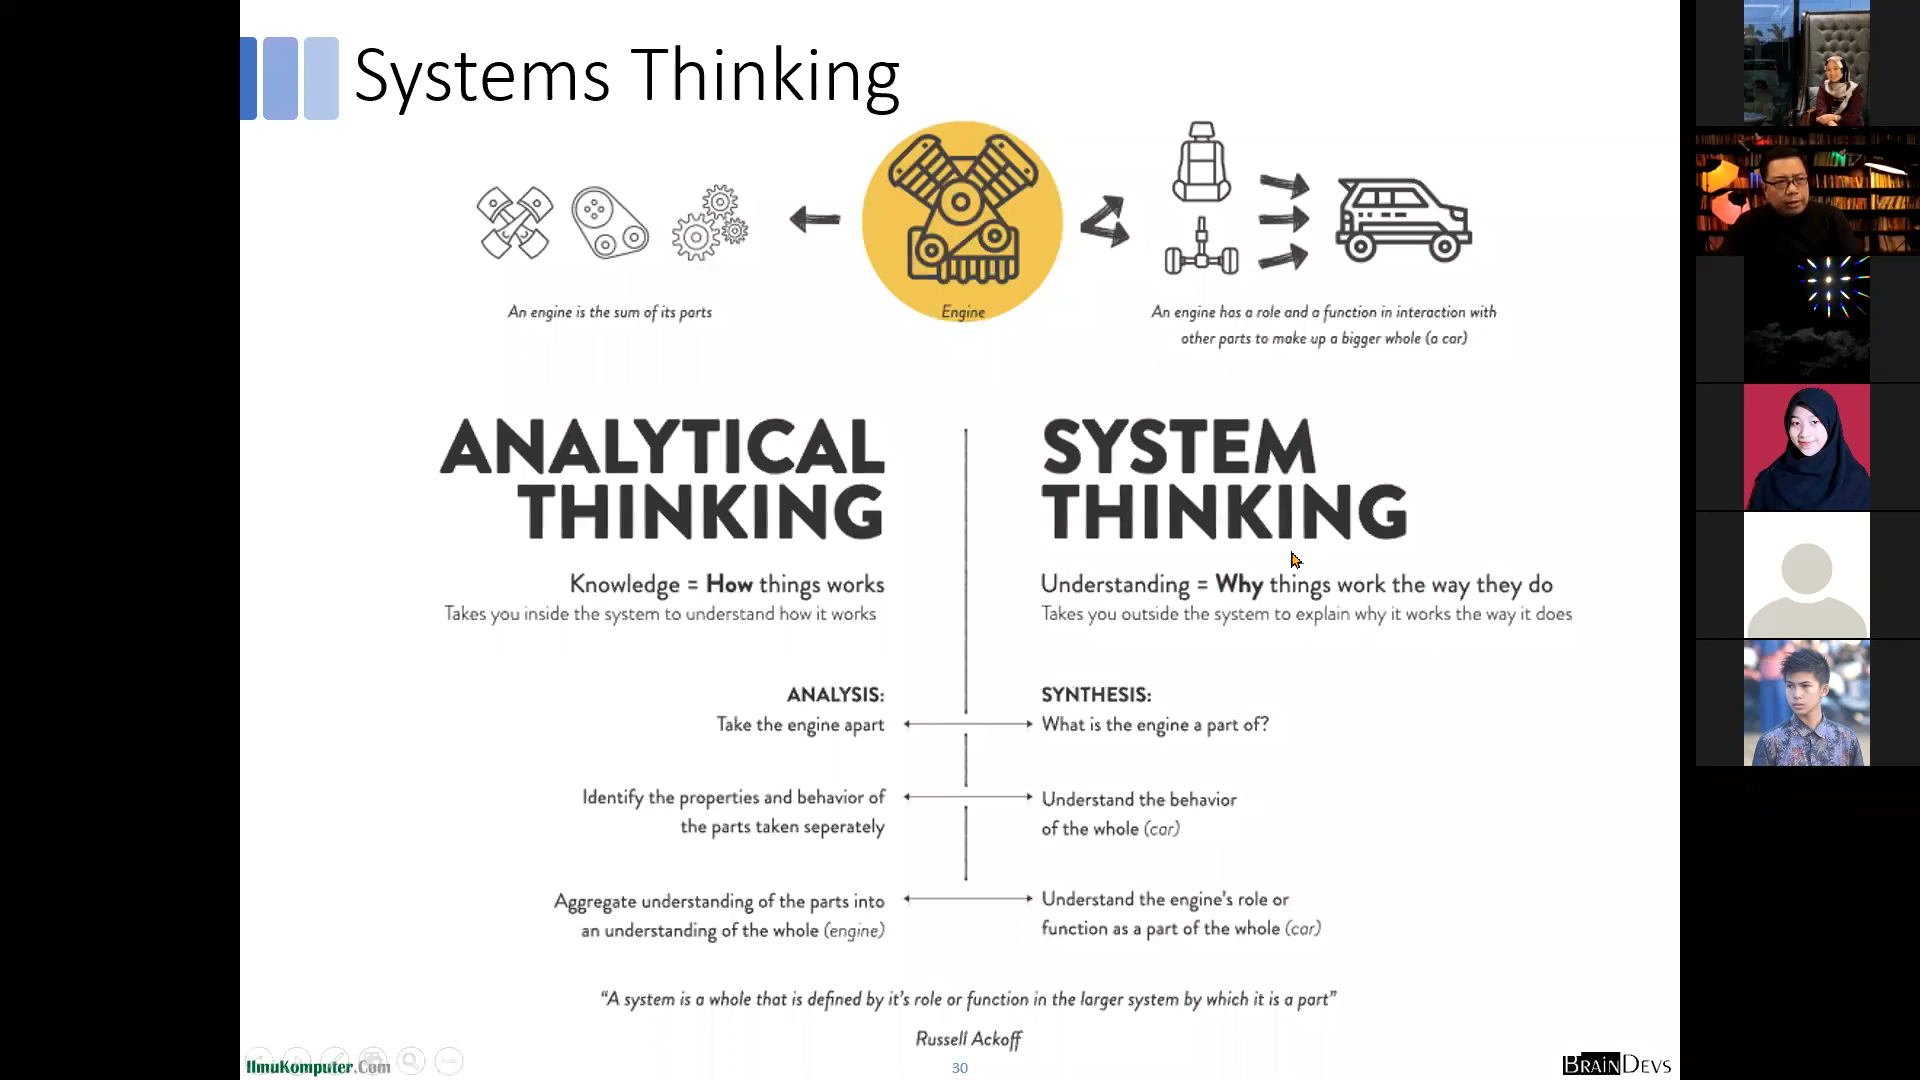 Systems Thinking
An engine is the sum of its parts
Engine
An engine has a role and a function in interaction with
other parts to make up a bigger whole (a car)
ANALYTICAL
THINKING
Knowledge = How things works
Takes you inside the system to understand how it works
SYSTEM
THINKING
Understanding = Why things work the way they do
Takes you outside the system to explain why it works the way it does
ANALYSIS:
Take the engine apart
SYNTHESIS:
What is the engine a part of?
Identify the properties and behavior of
the parts taken seperately
Understand the behavior
of the whole (car)
Aggregate understanding of the parts into
an understanding of the whole (engine)
Understand the engine's role or
function as a part of the whole (car)
"A system is a whole that is defined by it's role or function in the larger system by which it is a part"
Russell Ackoff
IlmuKomputer.Com
30
BRAINDEVS